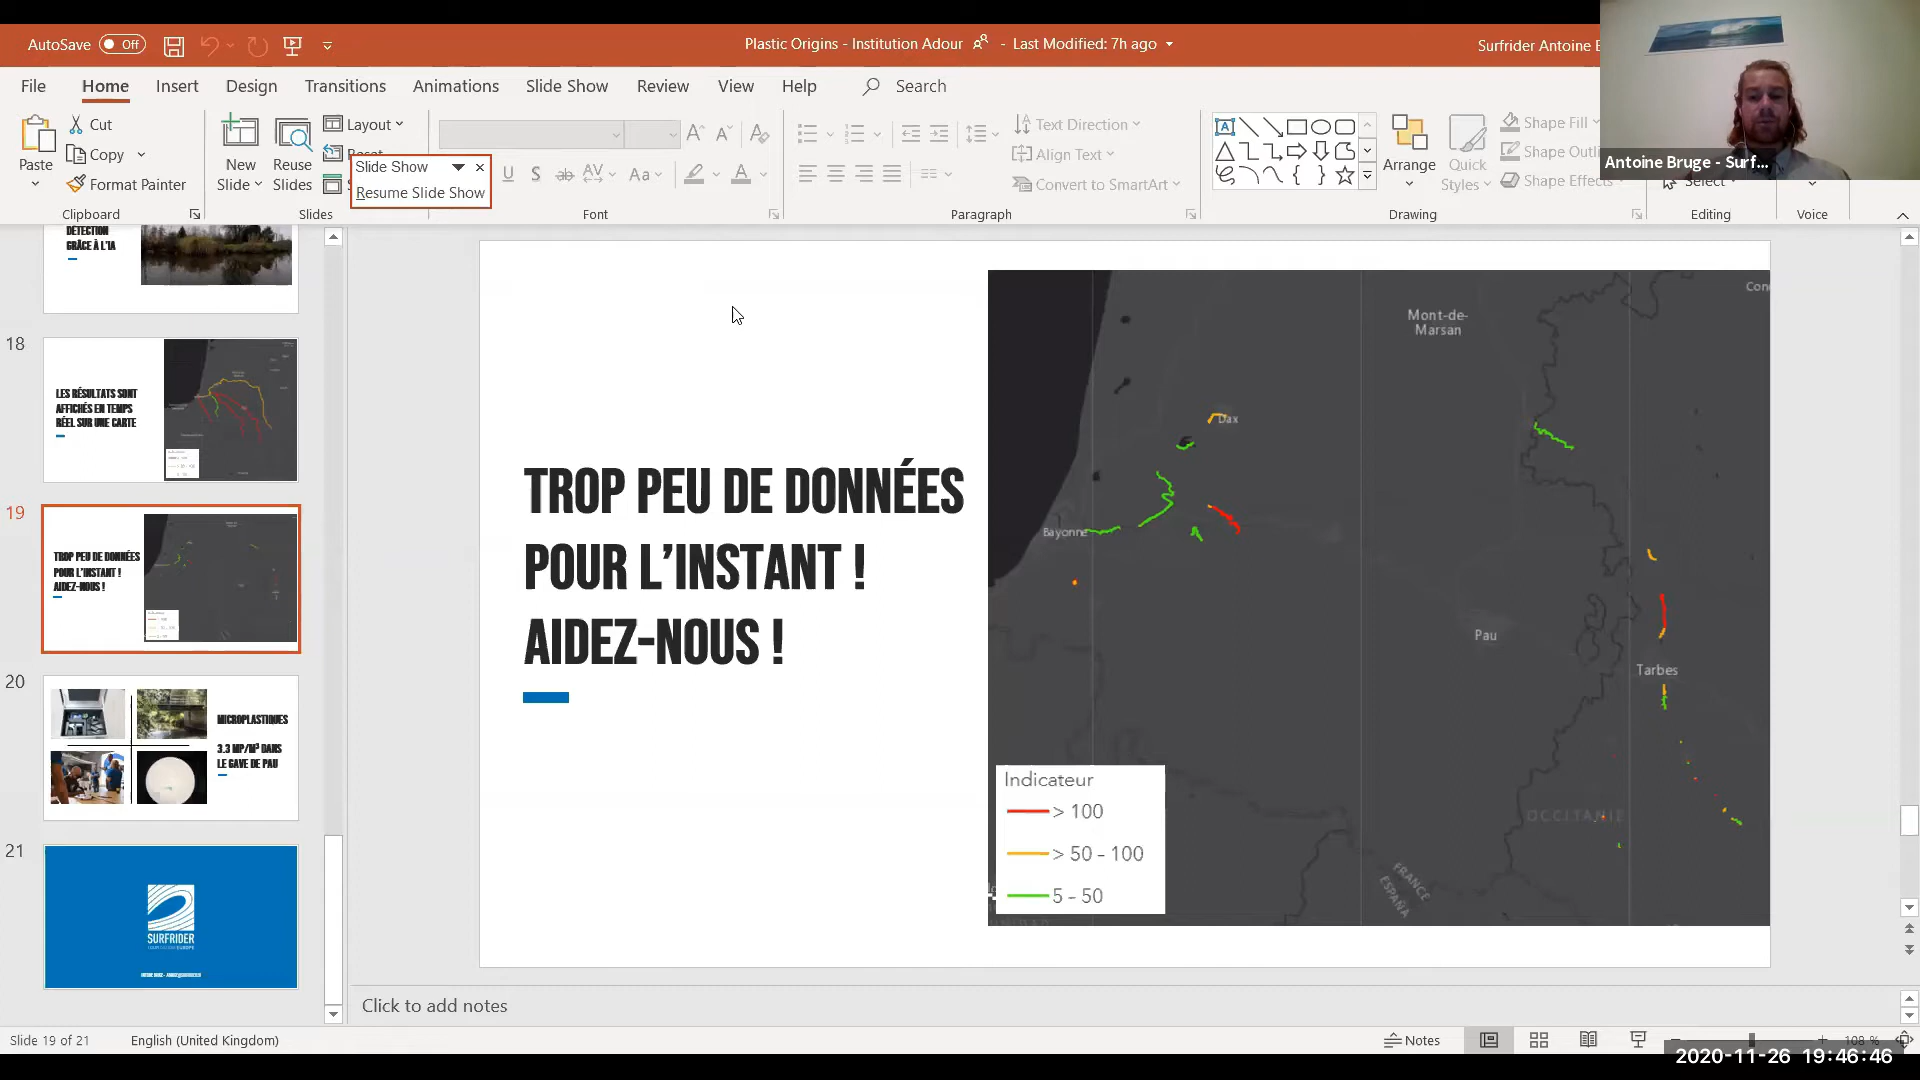 AutoSave Off
Plastic Origins - Institution Adour - Last Modified: 7h ago
Surfrider Antoine
File Home Insert Design Transitions Animations Slide Show Review View Help Search
Paste
Cut
Copy
Format Painter
Clipboard
New Slide
Reuse Slides
Layout
Slides
Slide Show
Resume Slide Show
Font
Text Direction
Align Text
Convert to SmartArt
Paragraph
Arrange
Quick Styles
Shape Fill
Shape Outli
Shape Effects
Drawing
Select
Editing
Voice
Antoine Bruge - Surf...
DÉTECTION
GRÂCE À L'IA
18
LES RÉSULTATS SONT
AFFICHÉS EN TEMPS
RÉEL SUR UNE CARTE
19
TROP PEU DE DONNÉES
POUR L'INSTANT !
AIDEZ-NOUS !
20
MICROPLASTIQUES
3.3 MP/M³ DANS
LE GAVE DE PAU
21
SURFRIDER
TROP PEU DE DONNÉES
POUR L’INSTANT !
AIDEZ-NOUS !
Mont-de-
Marsan
Dax
Bayonne
Pau
Tarbes
OCCITANIE
FRANCE
ESPAÑA
Indicateur
> 100
> 50 - 100
5 - 50
Click to add notes
Slide 19 of 21
English (United Kingdom)
Notes
108 %
2020-11-26 19:46:46